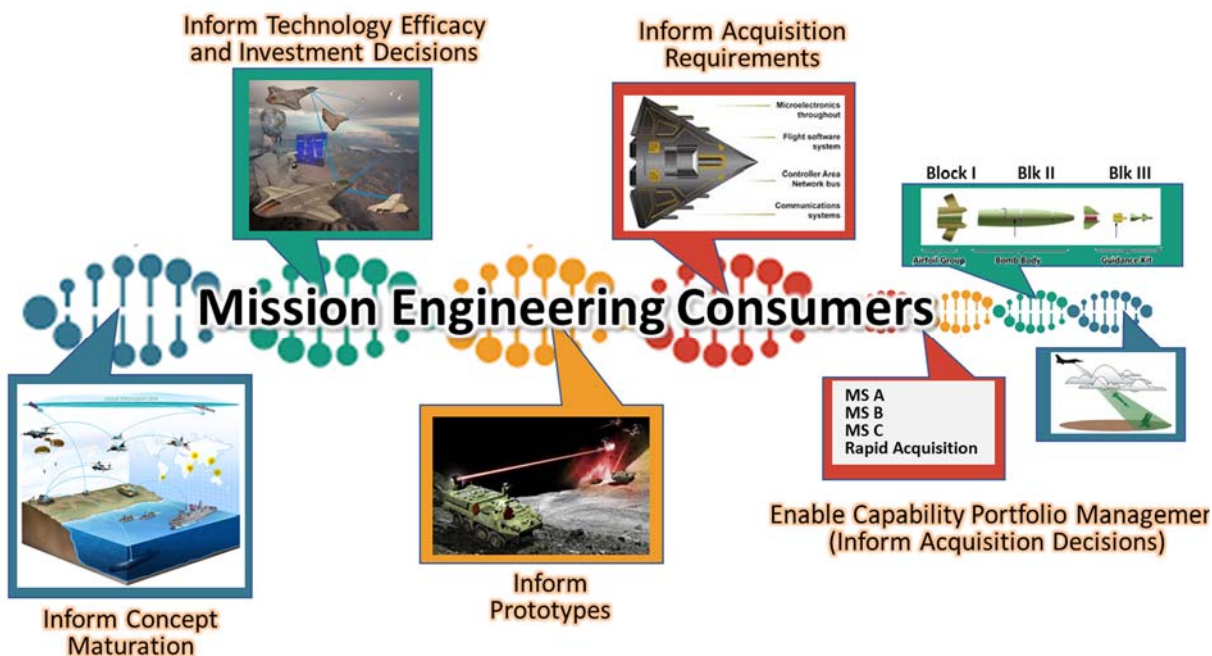 Inform Technology Efficacy
and Investment Decisions
Inform Acquisition
Requirements
Microelectronics
throughout
Flight software
system
Controller Area
Network bus
Communications
systems
Block I
Blk II
Blk III
Airfoil Group
Bomb Body
Guidance Kit
Mission Engineering Consumers
MS A
MS B
MS C
Rapid Acquisition
Enable Capability Portfolio Managemer
(Inform Acquisition Decisions)
Inform
Prototypes
Inform Concept
Maturation